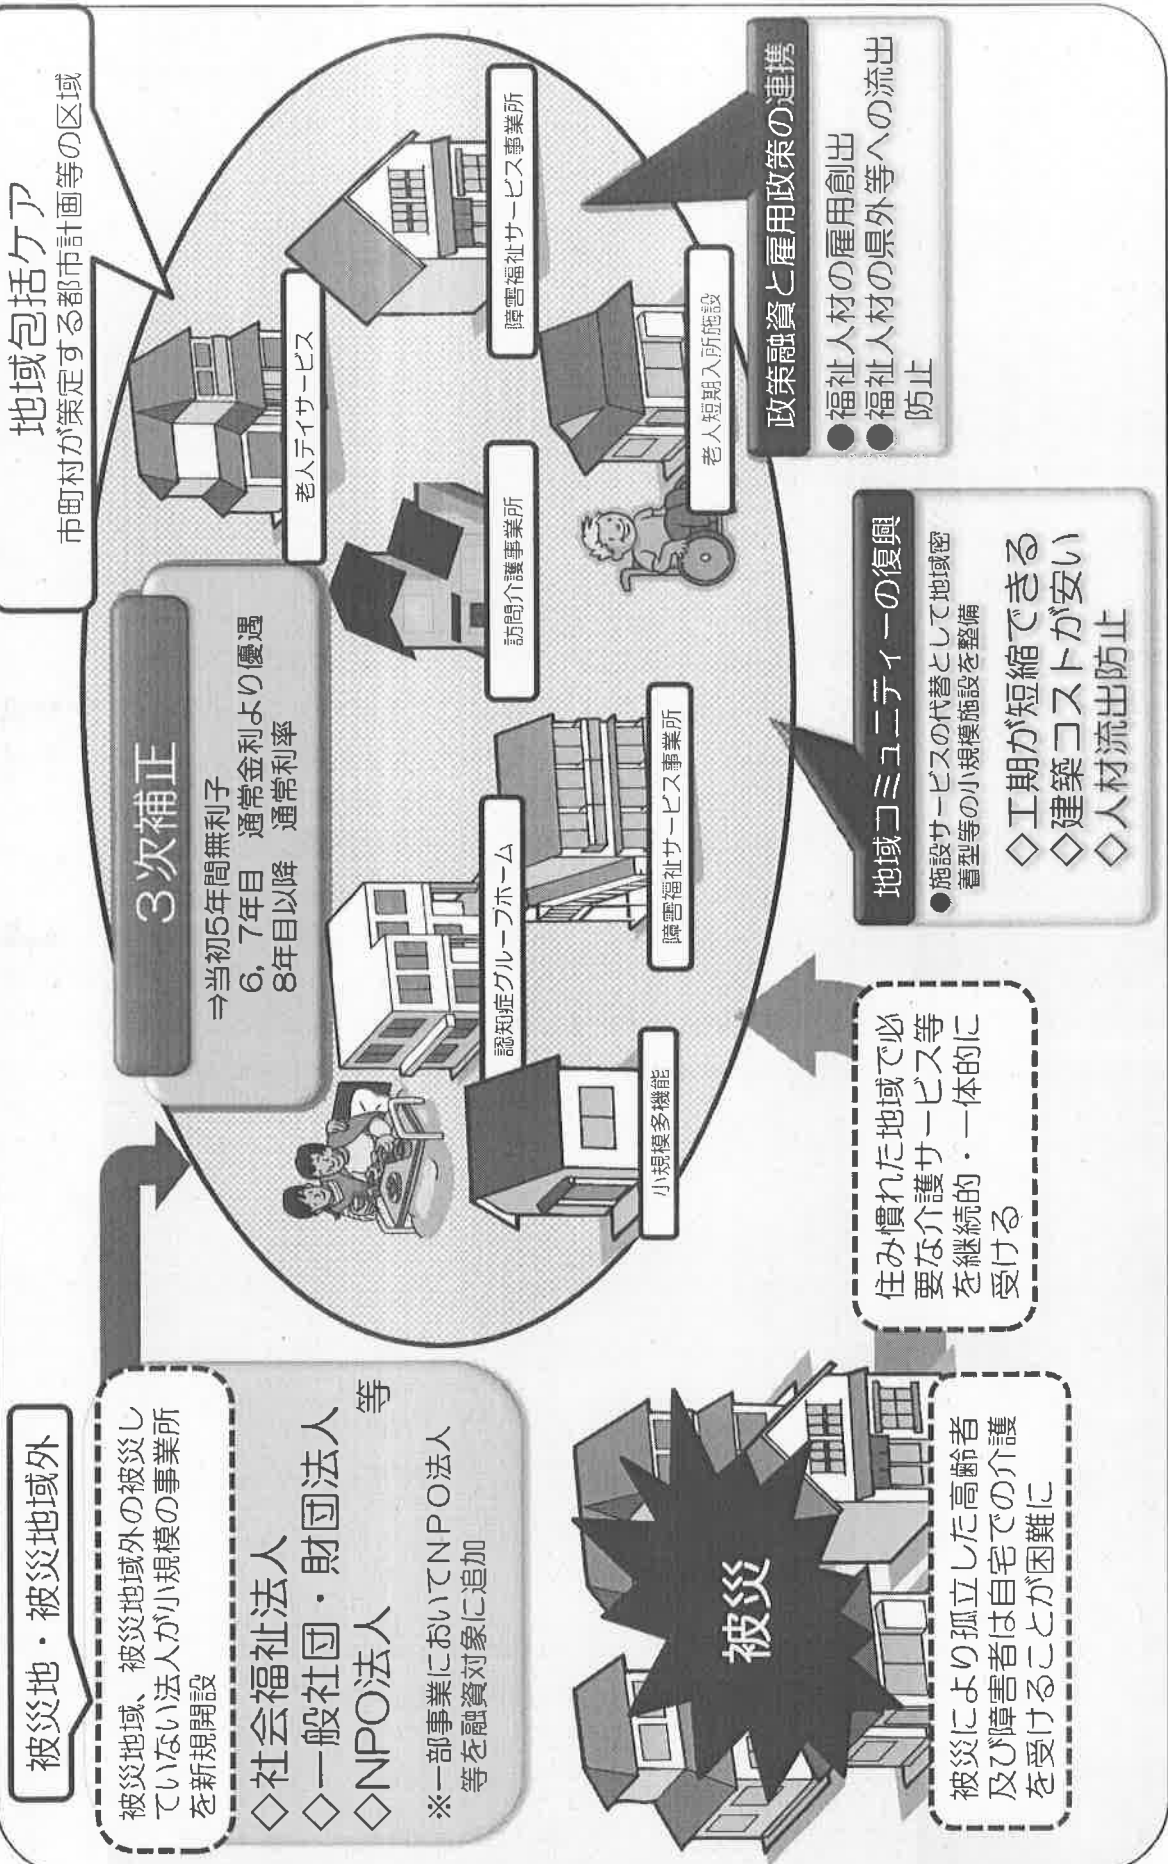 被災地・被災地域外
被災地域、被災地域外の被災し
ていない法人が小規模の事業所
を新規開設
◇社会福祉法人
◇一般社団・財団法人
◇NPO法人 等
※一部事業においてNPO法人
等を融資対象に追加
被災
被災により孤立した高齢者
及び障害者は自宅での介護
を受けることが困難に
住み慣れた地域で必
要な介護サービス等
を継続的・一体的に
受ける
地域包括ケア
市町村が策定する都市計画等の区域
3次補正
⇒当初5年間無利子
6,7年目 通常金利より優遇
8年目以降 通常利率
認知症グループホーム
小規模多機能
障害福祉サービス事業所
訪問介護事業所
老人デイサービス
障害福祉サービス事業所
老人短期入所施設
地域コミュニティーの復興
●施設サービスの代替として地域密
着型等の小規模施設を整備
◇工期が短縮できる
◇建築コストが安い
◇人材流出防止
政策融資と雇用政策の連携
●福祉人材の雇用創出
●福祉人材の県外等への流出
防止